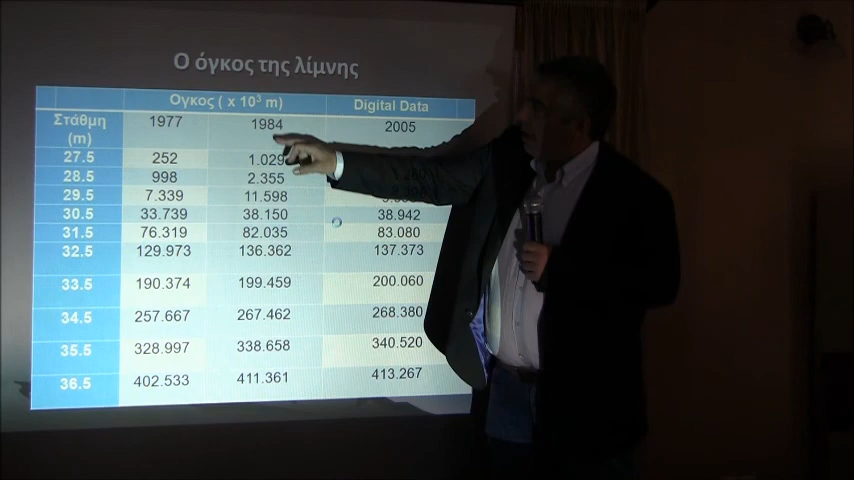 Ο όγκος της λίμνης
Ογκος ( x 10³ m) Digital Data
Στάθμη (m) 1977 1984 2005
27.5 252 1.029
28.5 998 2.355
29.5 7.339 11.598
30.5 33.739 38.150 38.942
31.5 76.319 82.035 83.080
32.5 129.973 136.362 137.373
33.5 190.374 199.459 200.060
34.5 257.667 267.462 268.380
35.5 328.997 338.658 340.520
36.5 402.533 411.361 413.267